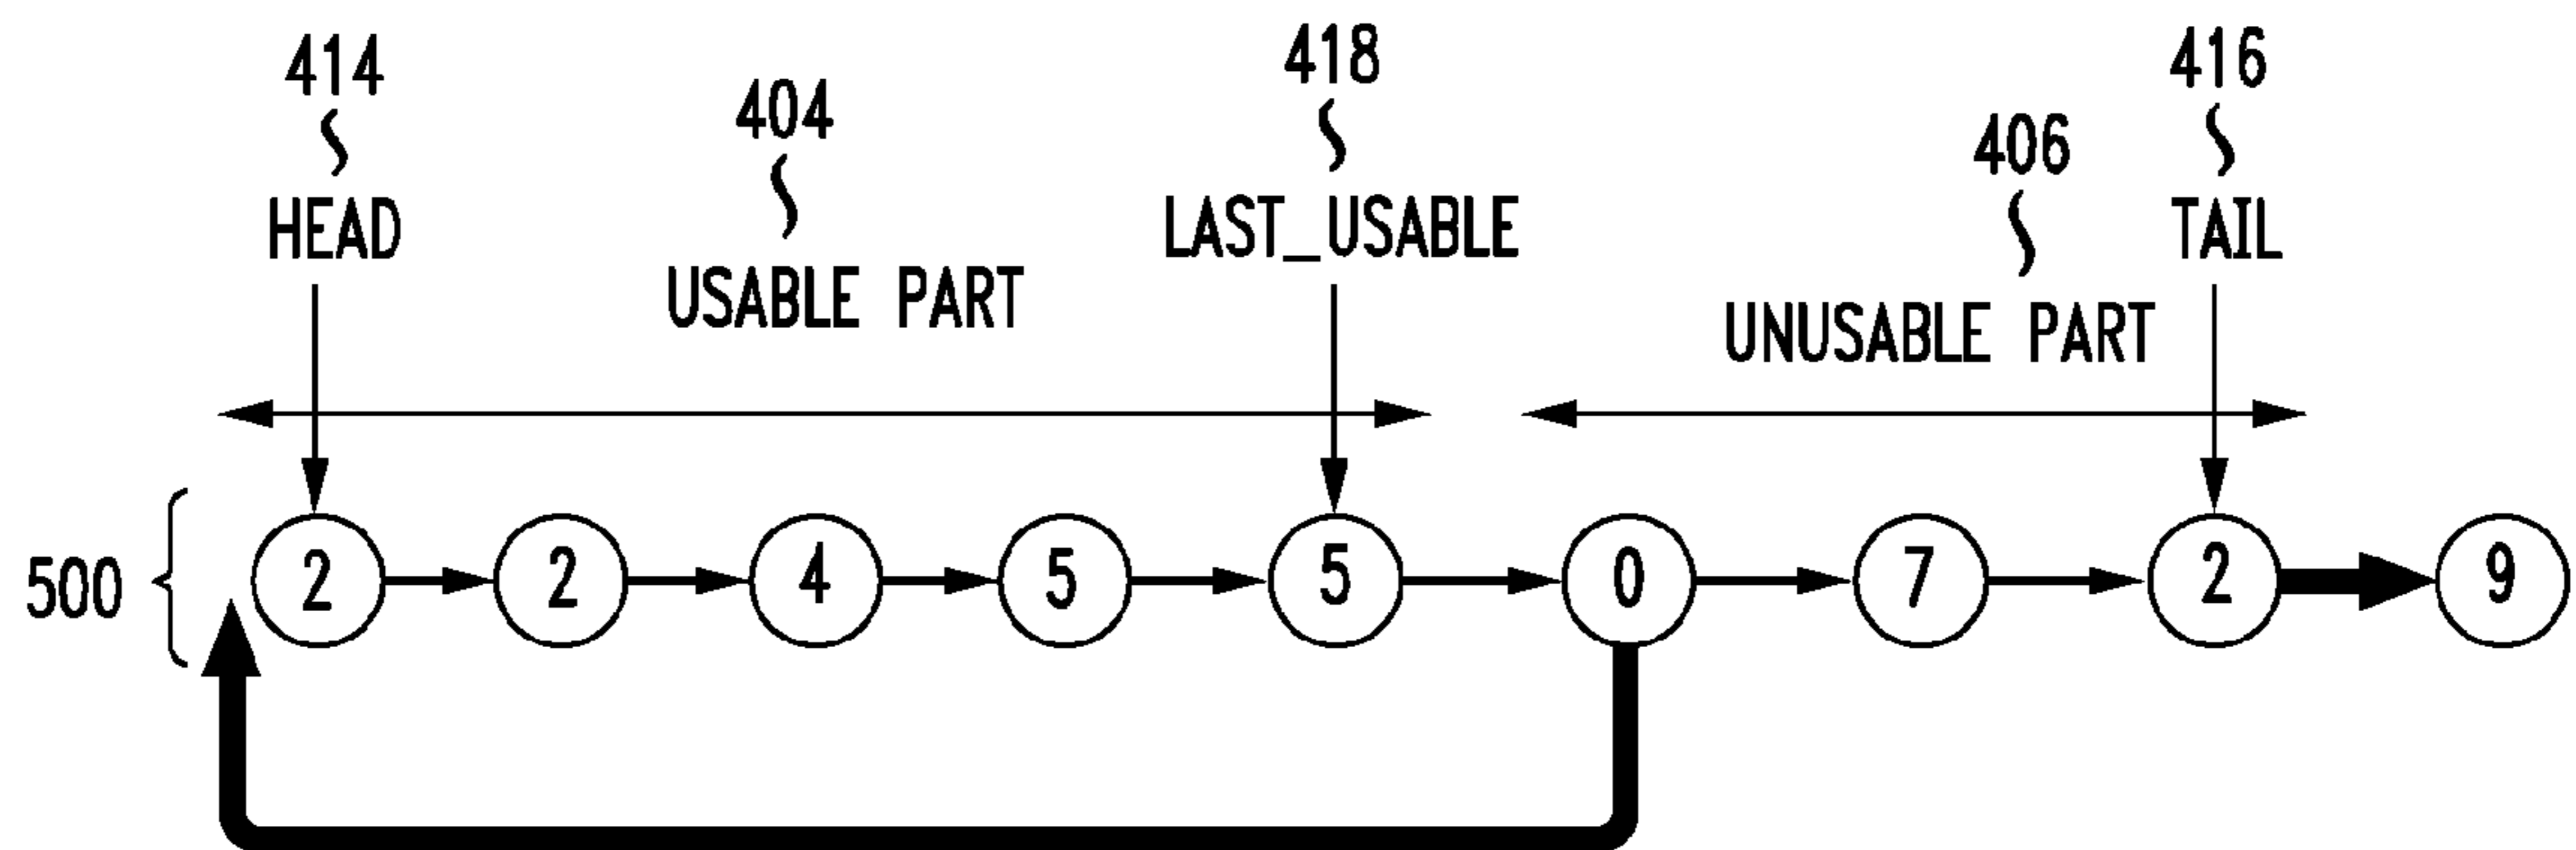 414
418
416
404
406
HEAD
LAST_USABLE
TAIL
USABLE PART
UNUSABLE PART
500
2 2 4 5 5 0 7 2 9